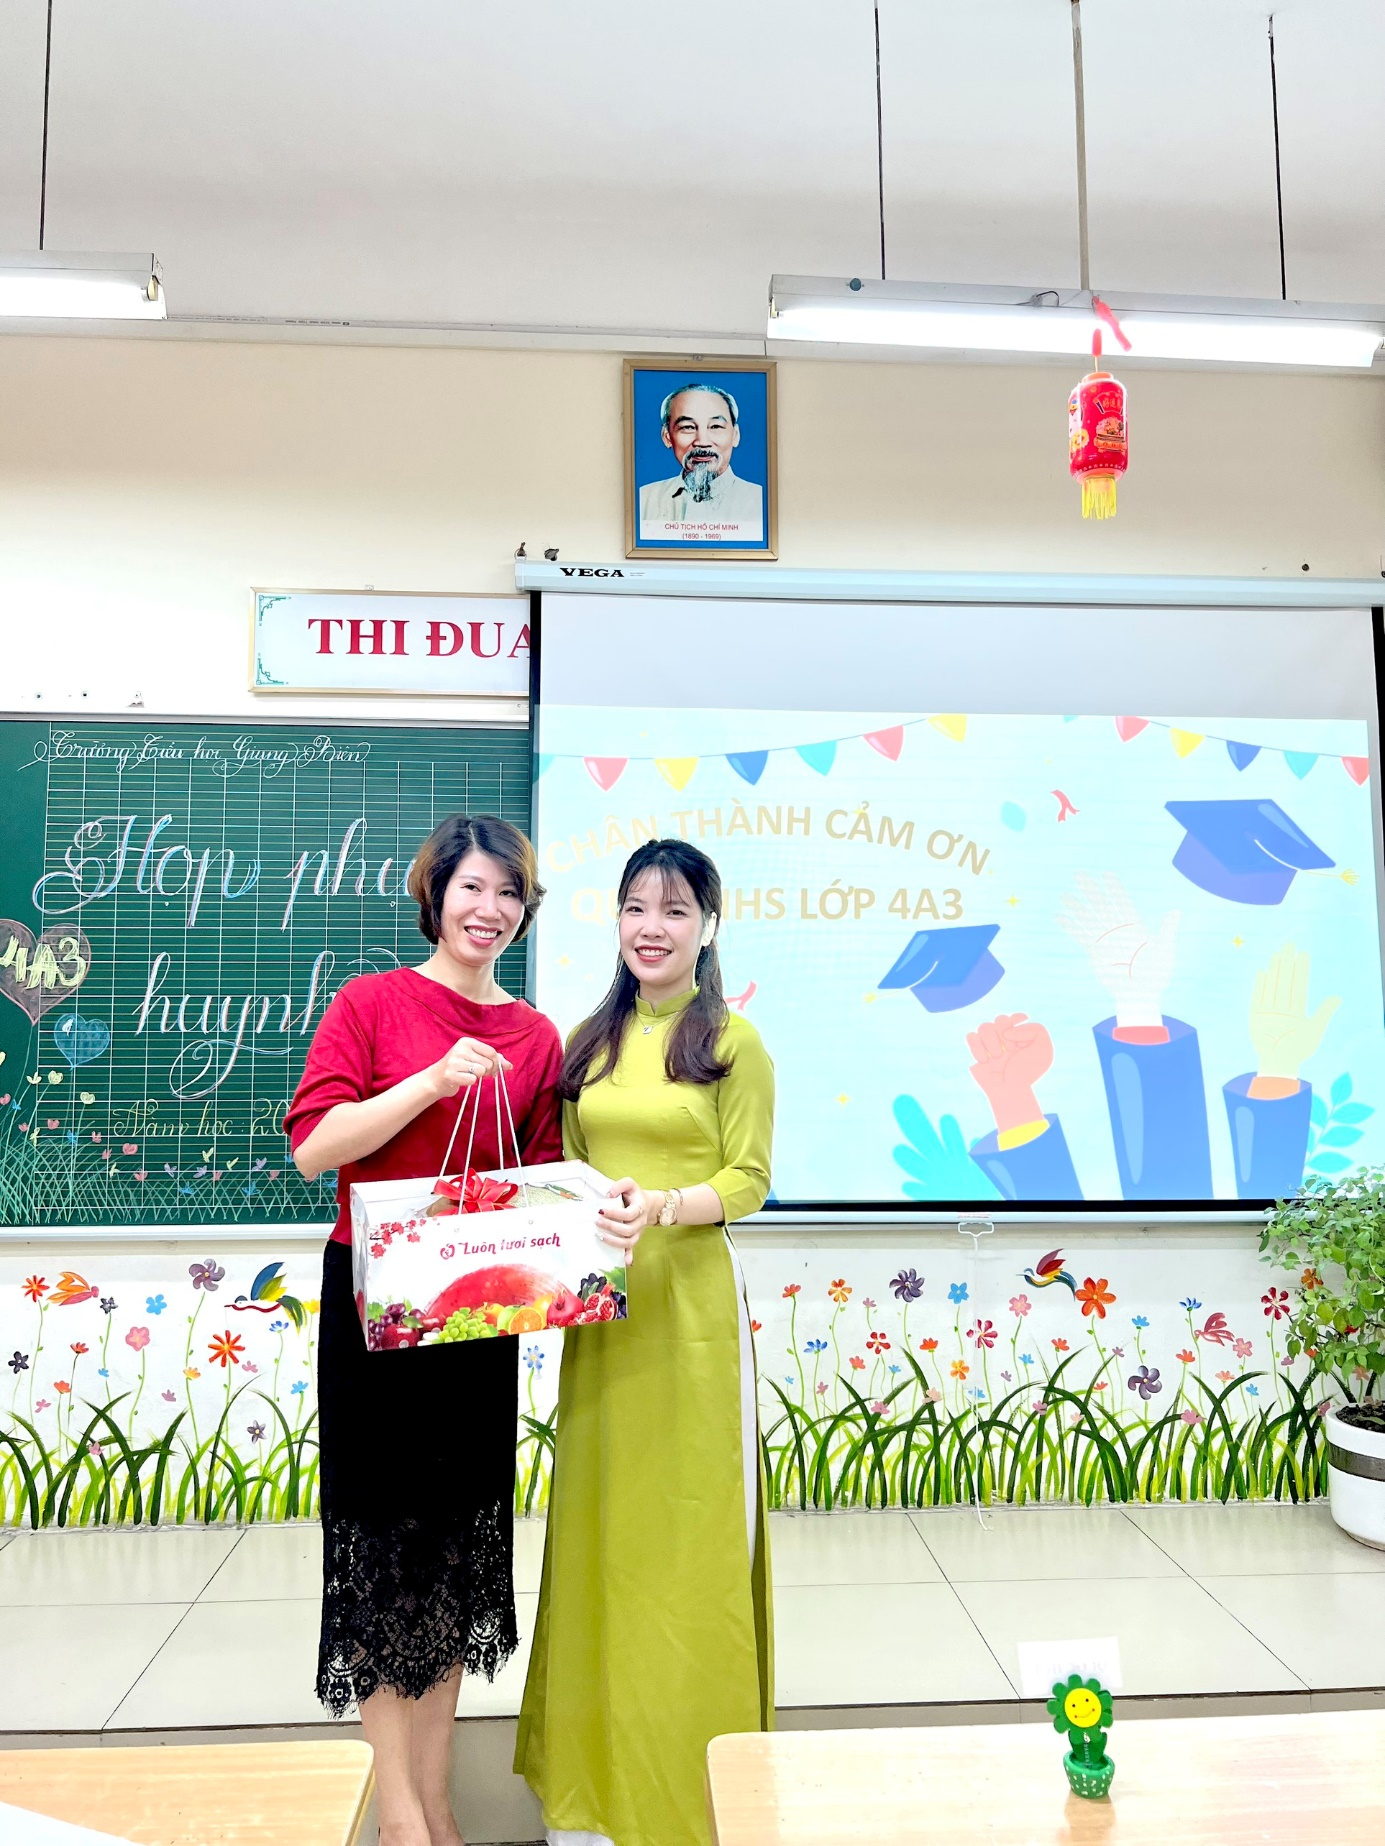 CHỦ TỊCH HỒ CHÍ MINH
(1890 - 1969)
VEGA
THI ĐUA
Trường Tiểu học Giang Biên
Họp phụ
huynh
4A3
Năm học: 20
CHÂN THÀNH CẢM ƠN
HS LỚP 4A3
Luôn tươi sạch